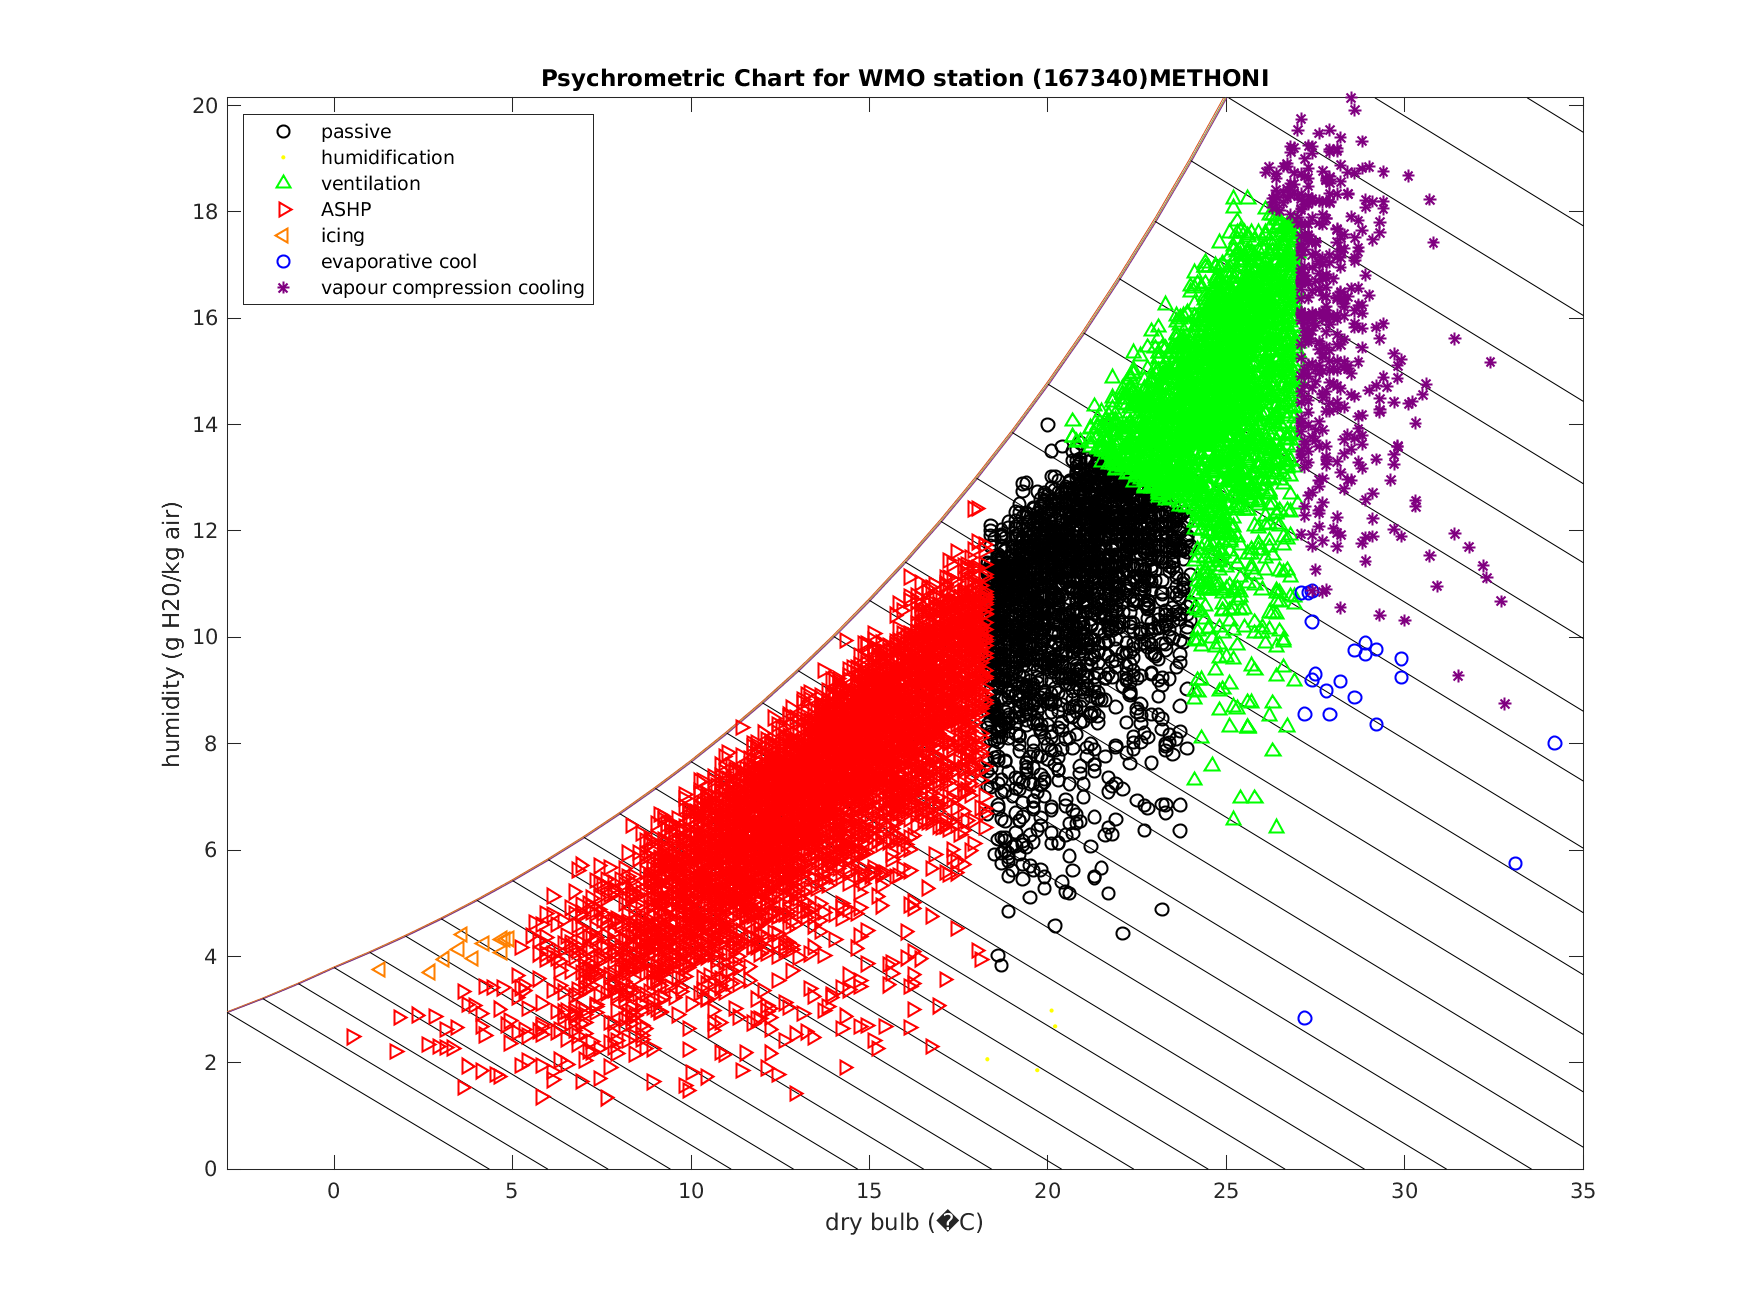 Psychrometric Chart for WMO station (167340)METHONI
passive
humidification
ventilation
ASHP
icing
evaporative cool
vapour compression cooling
humidity (g H20/kg air)
20
18
16
14
12
10
8
6
4
2
0
0 5 10 15 20 25 30 35
dry bulb (�C)